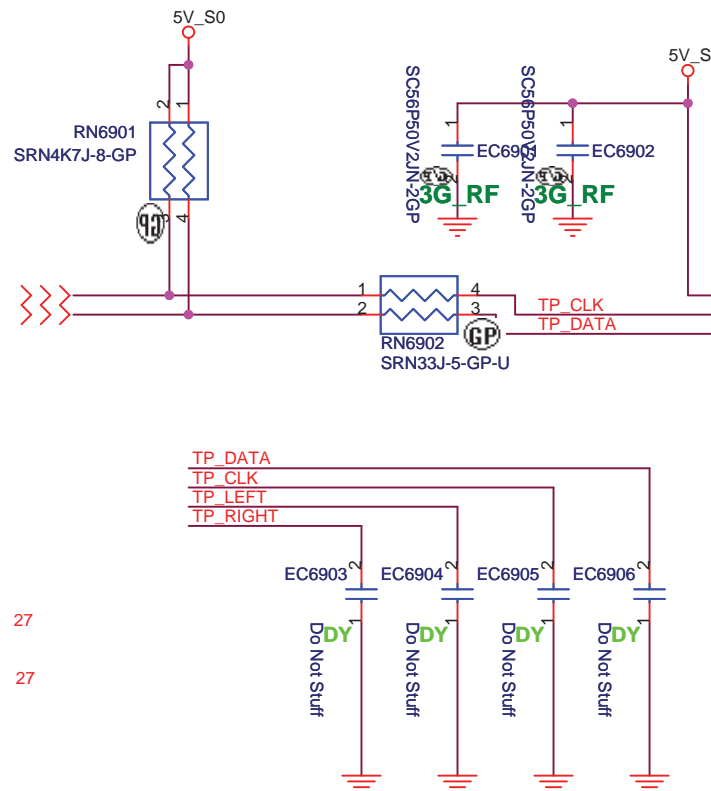 5V_S0
5V_S
2
1
RN6901
SRN4K7J-8-GP
3
4
GP
SC56P50V2JN-2GP
1
EC6901
2
3G_RF
SC56P50V2JN-2GP
1
EC6902
2
3G_RF
1
2
4
3
TP_CLK
TP_DATA
GP
RN6902
SRN33J-5-GP-U
TP_DATA
TP_CLK
TP_LEFT
TP_RIGHT
EC6903
2
1
DY
Do Not Stuff
EC6904
2
1
DY
Do Not Stuff
EC6905
2
1
DY
Do Not Stuff
EC6906
2
1
DY
Do Not Stuff
27
27